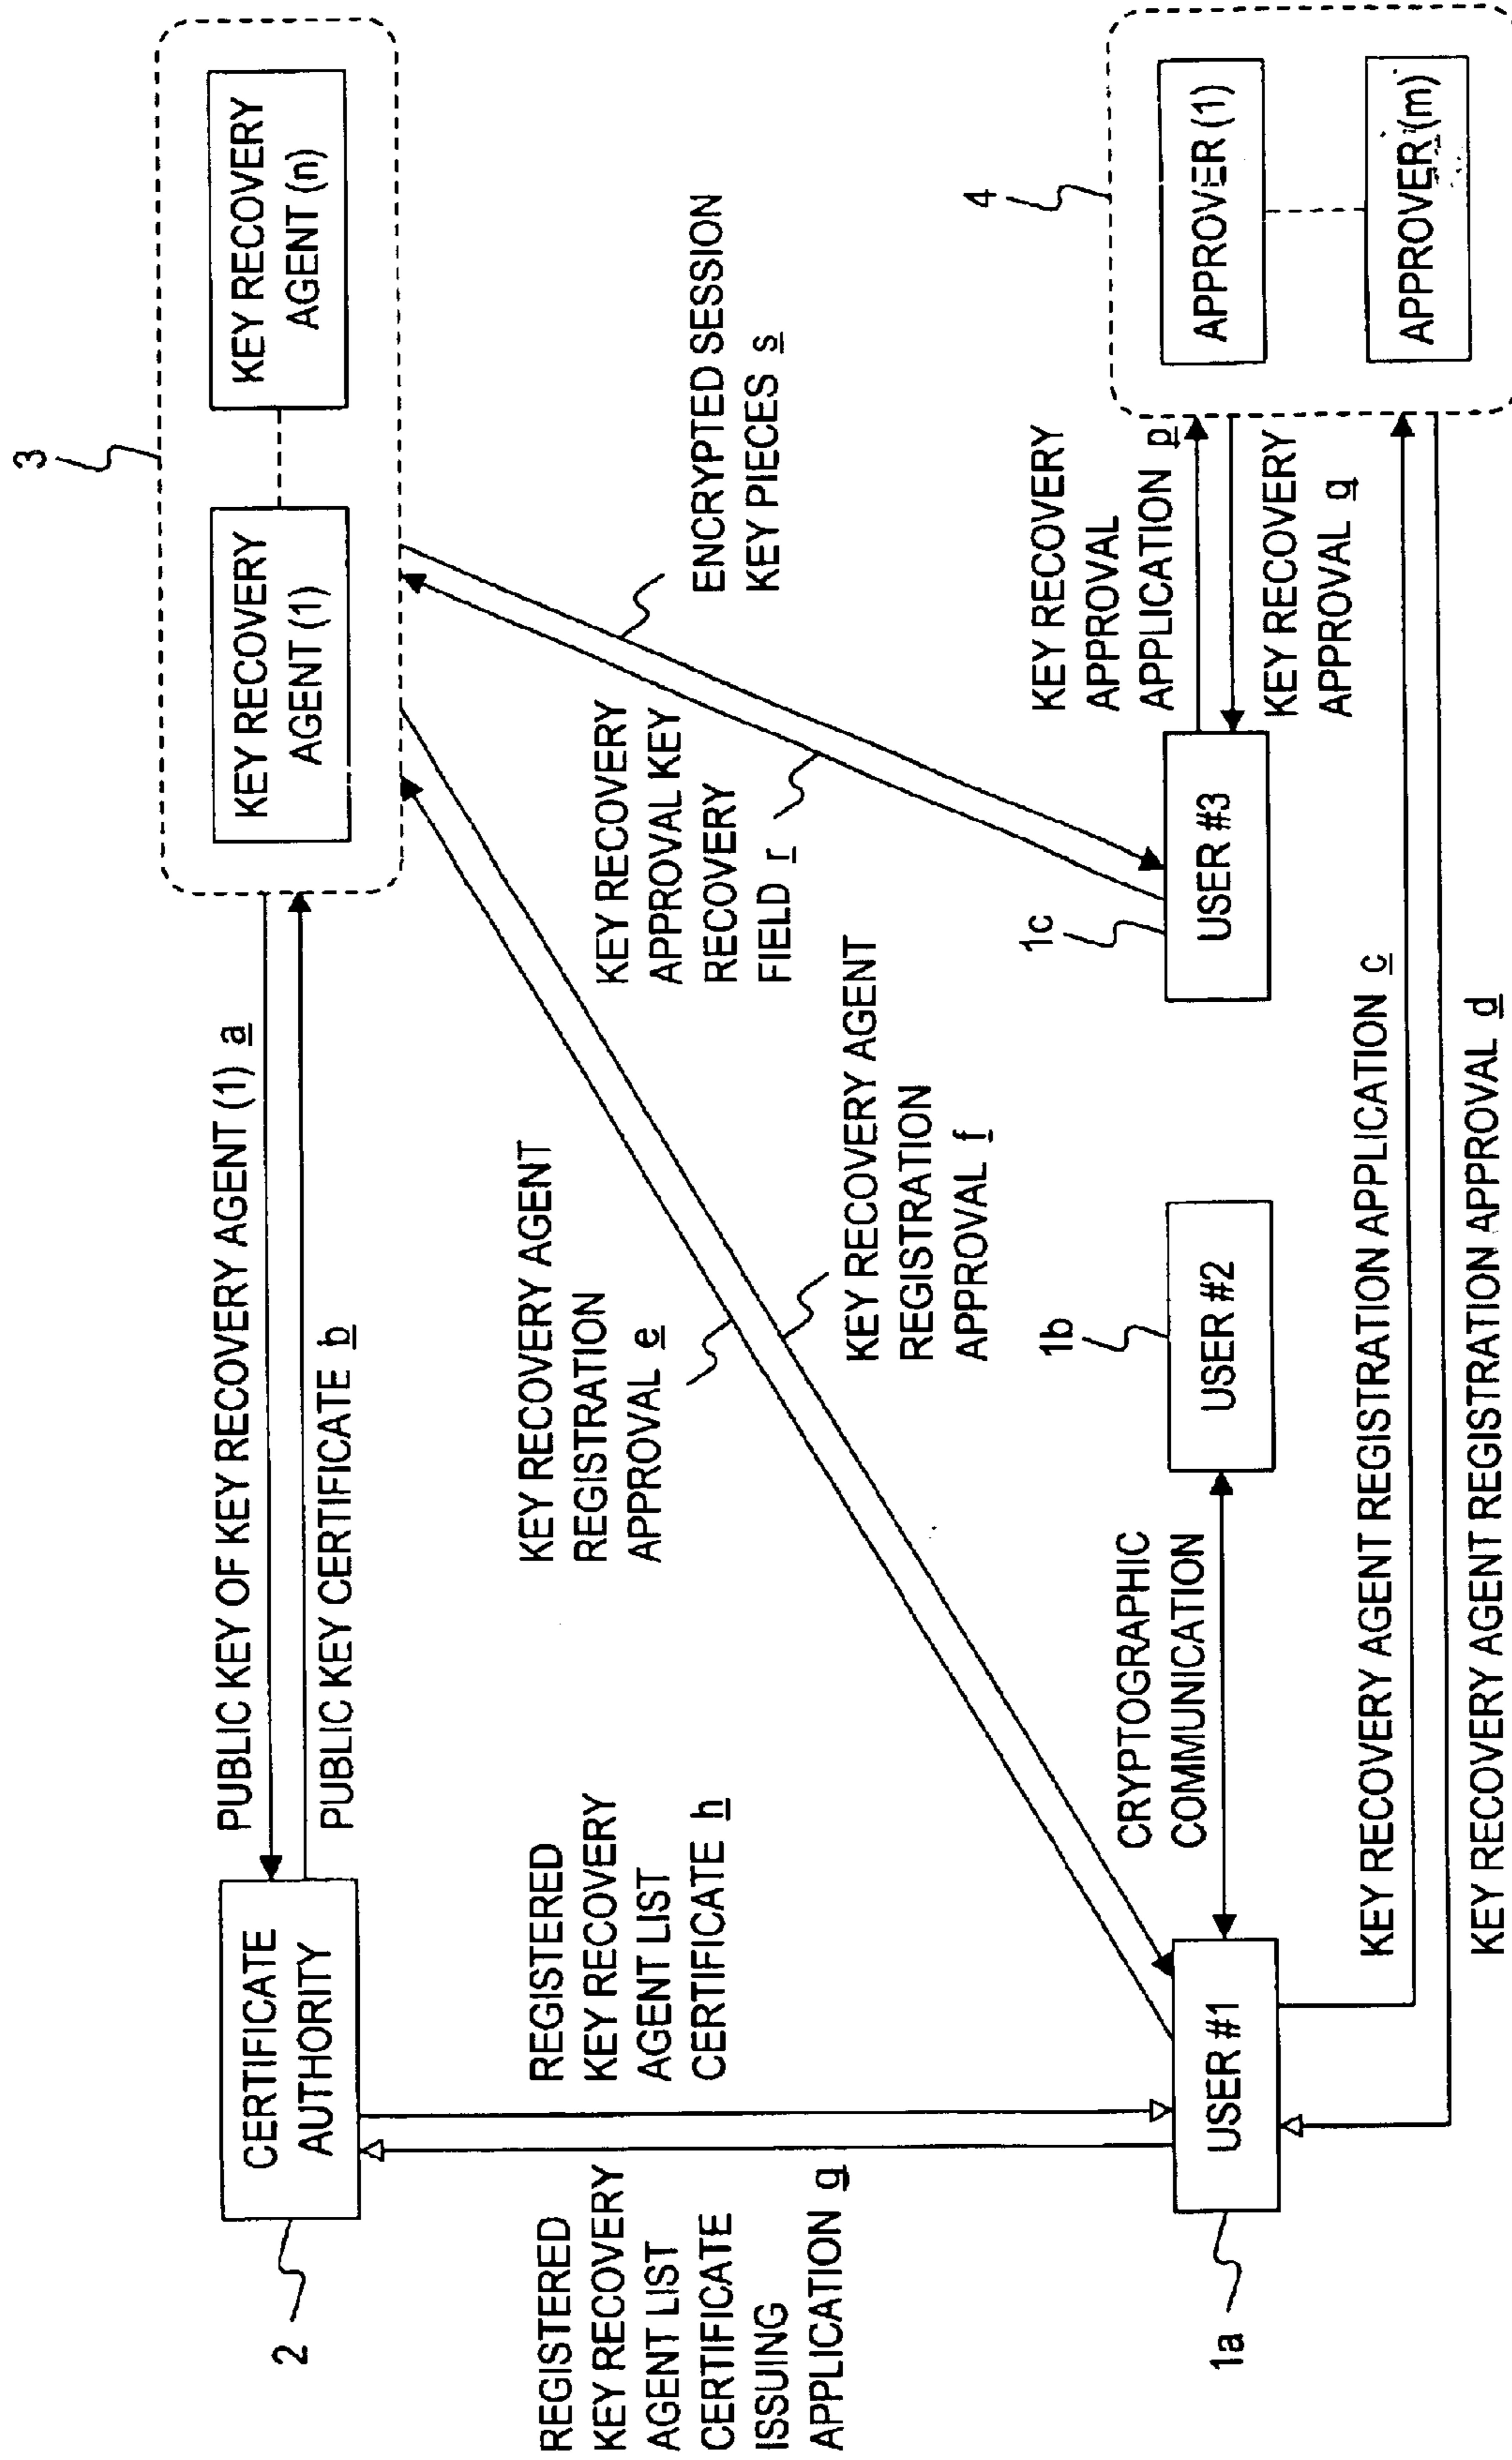 3
KEY RECOVERY
AGENT (1)
KEY RECOVERY
AGENT (n)
PUBLIC KEY OF KEY RECOVERY AGENT (1) a
PUBLIC KEY CERTIFICATE b
CERTIFICATE
AUTHORITY
2
REGISTERED
KEY RECOVERY
AGENT LIST
CERTIFICATE
ISSUING
APPLICATION g
REGISTERED
KEY RECOVERY
AGENT LIST
CERTIFICATE h
KEY RECOVERY AGENT
REGISTRATION
APPROVAL e
KEY RECOVERY AGENT
REGISTRATION
APPROVAL f
KEY RECOVERY
APPROVAL KEY
RECOVERY
FIELD r
ENCRYPTED SESSION
KEY PIECES s
USER #1
1a
CRYPTOGRAPHIC
COMMUNICATION
1b
USER #2
1c
USER #3
KEY RECOVERY
APPROVAL
APPLICATION p
KEY RECOVERY
APPROVAL q
4
APPROVER (1)
APPROVER (m)
KEY RECOVERY AGENT REGISTRATION APPLICATION c
KEY RECOVERY AGENT REGISTRATION APPROVAL d